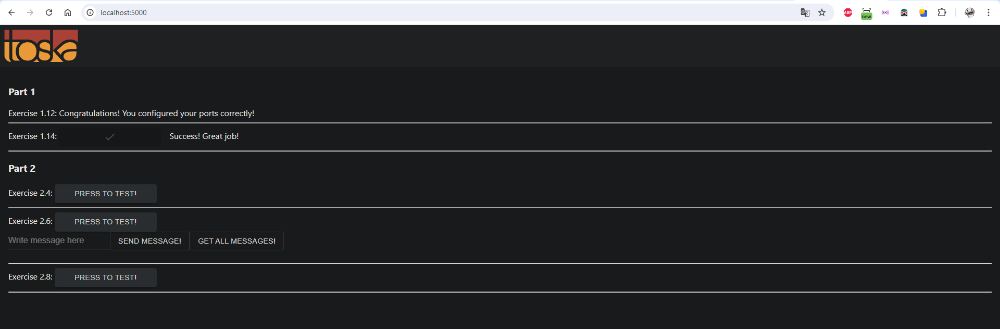 localhost:5000
ABP
new
toska
Part 1
Exercise 1.12: Congratulations! You configured your ports correctly!
Exercise 1.14: Success! Great job!
Part 2
Exercise 2.4: PRESS TO TEST!
Exercise 2.6: PRESS TO TEST!
Write message here SEND MESSAGE! GET ALL MESSAGES!
Exercise 2.8: PRESS TO TEST!